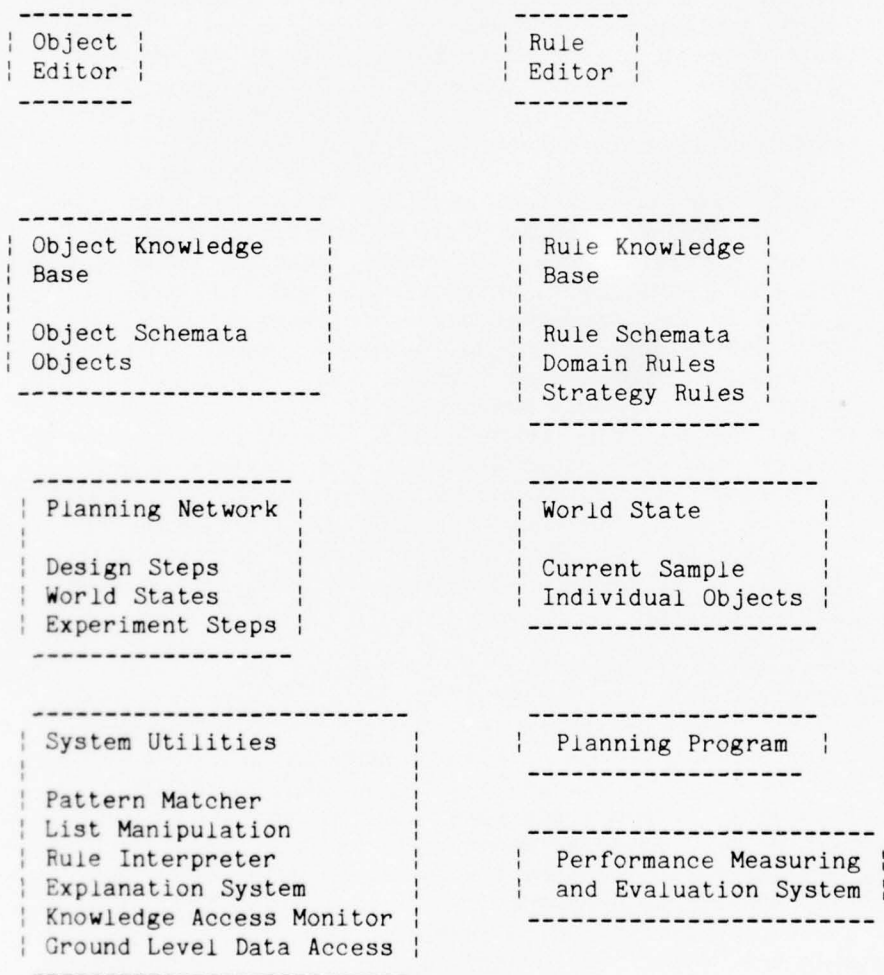 Object
Editor
Rule
Editor
Object Knowledge
Base
Object Schemata
Objects
Rule Knowledge
Base
Rule Schemata
Domain Rules
Strategy Rules
Planning Network
Design Steps
World States
Experiment Steps
World State
Current Sample
Individual Objects
System Utilities
Pattern Matcher
List Manipulation
Rule Interpreter
Explanation System
Knowledge Access Monitor
Ground Level Data Access
Planning Program
Performance Measuring
and Evaluation System